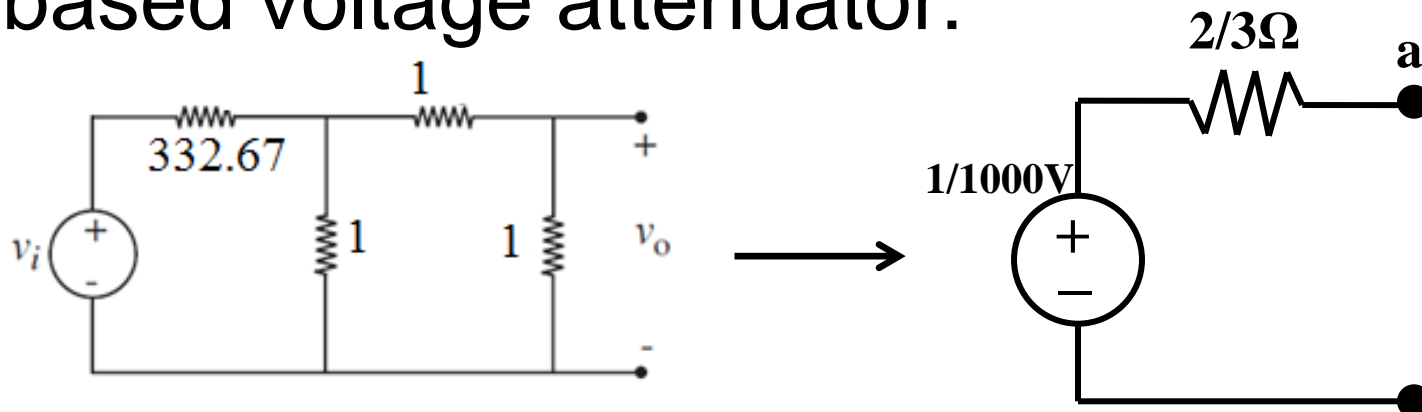 based voltage attenuator.
1
332.67
vi
+
-
1
1
+
vo
-
2/3Ω
a
1/1000V
+
−